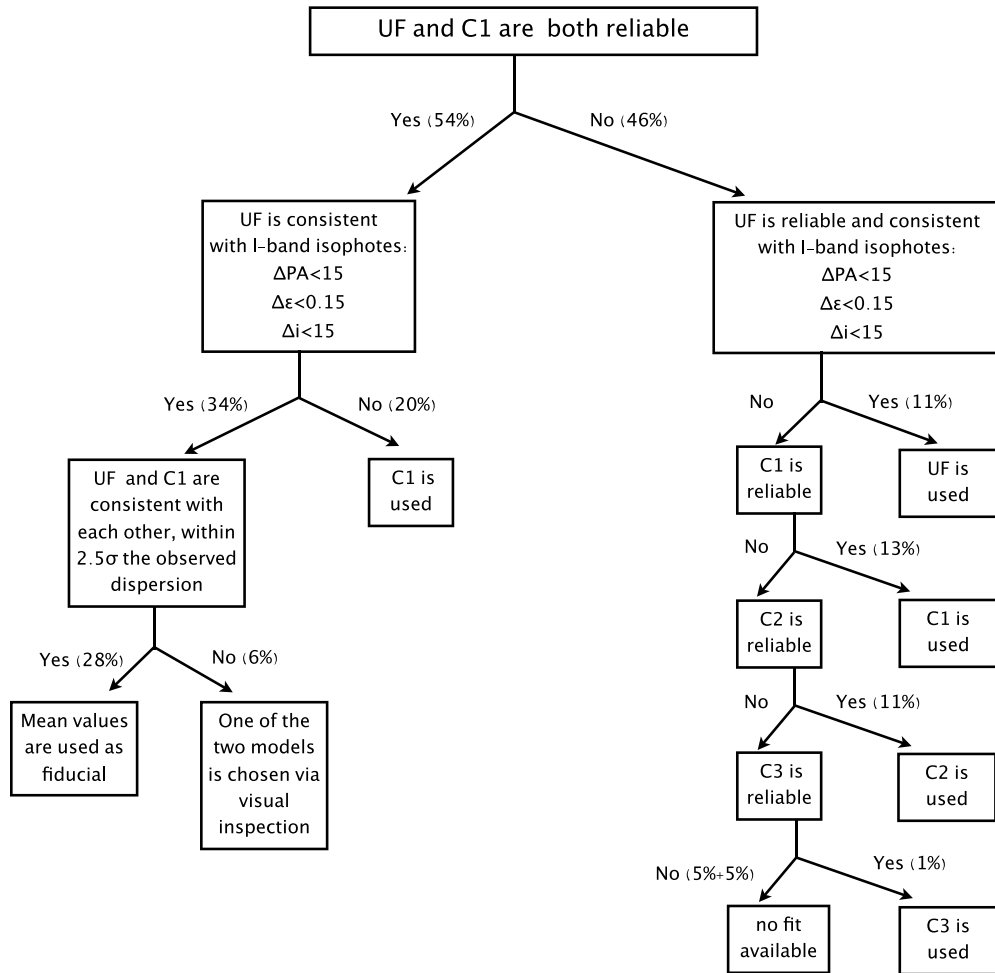 UF and C1 are both reliable
Yes (54%)
No (46%)
UF is consistent
with I-band isophotes:
ΔPA<15
Δε<0.15
Δi<15
UF is reliable and consistent
with I-band isophotes:
ΔPA<15
Δε<0.15
Δi<15
Yes (34%)
No (20%)
No
Yes (11%)
UF and C1 are
consistent with
each other, within
2.5σ the observed
dispersion
C1 is
used
C1 is
reliable
UF is
used
No
Yes (13%)
C2 is
reliable
C1 is
used
Yes (28%)
No (6%)
No
Yes (11%)
Mean values
are used as
fiducial
One of the
two models
is chosen via
visual
inspection
C3 is
reliable
C2 is
used
No (5%+5%)
Yes (1%)
no fit
available
C3 is
used